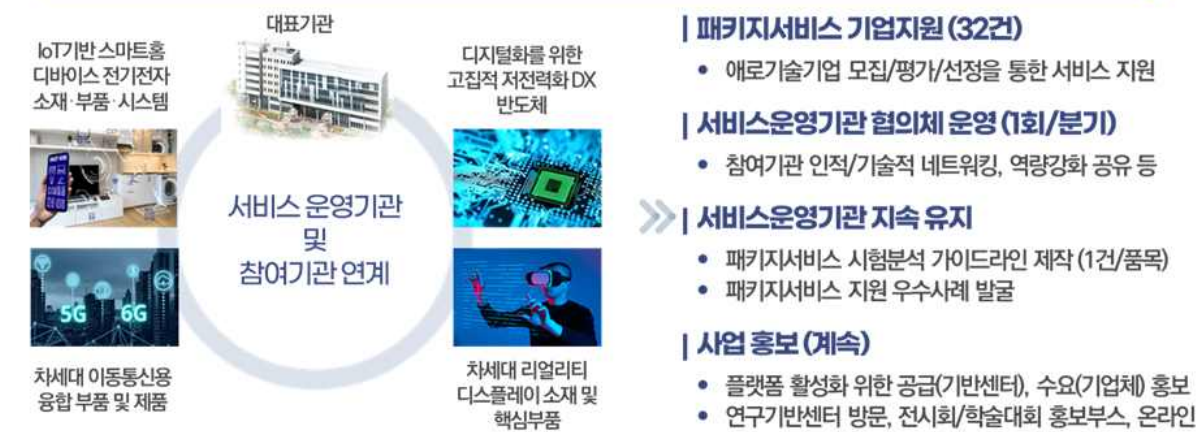 대표기관
IoT기반 스마트홈
디바이스 전기전자
소재·부품·시스템
디지털화를 위한
고집적 저전력화 DX
반도체
서비스 운영기관
및
참여기관 연계
5G 6G
차세대 이동통신용
융합 부품 및 제품
차세대 리얼리티
디스플레이 소재 및
핵심부품
| 패키지서비스 기업지원 (32건)
• 애로기술기업 모집/평가/선정을 통한 서비스 지원
| 서비스운영기관 협의체 운영 (1회/분기)
• 참여기관 인적/기술적 네트워킹, 역량강화 공유 등
| 서비스운영기관 지속 유지
• 패키지서비스 시험분석 가이드라인 제작 (1건/품목)
• 패키지서비스 지원 우수사례 발굴
| 사업 홍보 (계속)
• 플랫폼 활성화 위한 공급(기반센터), 수요(기업체) 홍보
• 연구기반센터 방문, 전시회/학술대회 홍보부스, 온라인